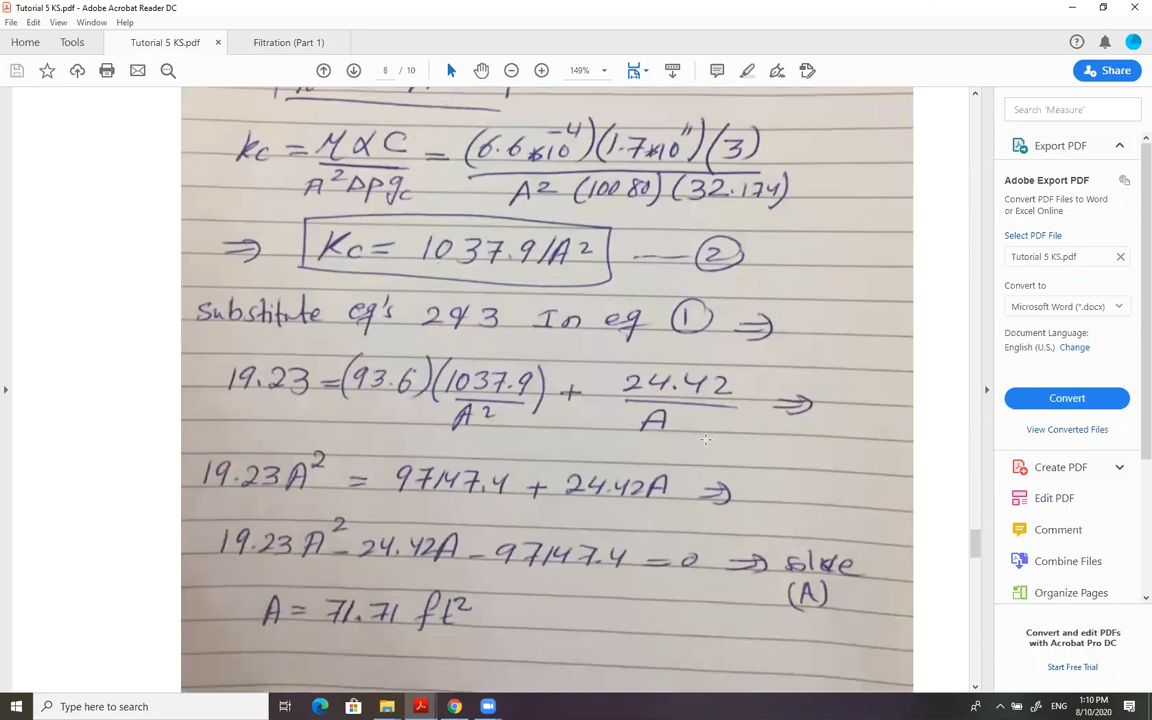 Tutorial 5 KS.pdf - Adobe Acrobat Reader DC
File Edit View Window Help
Home Tools Tutorial 5 KS.pdf × Filtration (Part 1) Share
8 / 10 149%
Kc = μ α C / A² ΔP gc = (6.6*10⁻⁴)(1.7*10¹¹)(3) / A² (10080)(32.174)
⇒ Kc = 1037.9/A² — ②
Substitute eq's 2&3 In eq ① ⇒
19.23 = (93.6)(1037.9/A²) + 24.42/A ⇒
19.23A² = 97147.4 + 24.42A ⇒
19.23A² - 24.42A - 97147.4 = 0 ⇒ solve
(A)
A = 71.71 ft²
Search 'Measure'
Export PDF
Adobe Export PDF
Convert PDF Files to Word
or Excel Online
Select PDF File
Tutorial 5 KS.pdf ×
Convert to
Microsoft Word (*.docx)
Document Language:
English (U.S.) Change
Convert
View Converted Files
Create PDF
Edit PDF
Comment
Combine Files
Organize Pages
Convert and edit PDFs
with Acrobat Pro DC
Start Free Trial
Type here to search
ENG
1:10 PM
8/10/2020